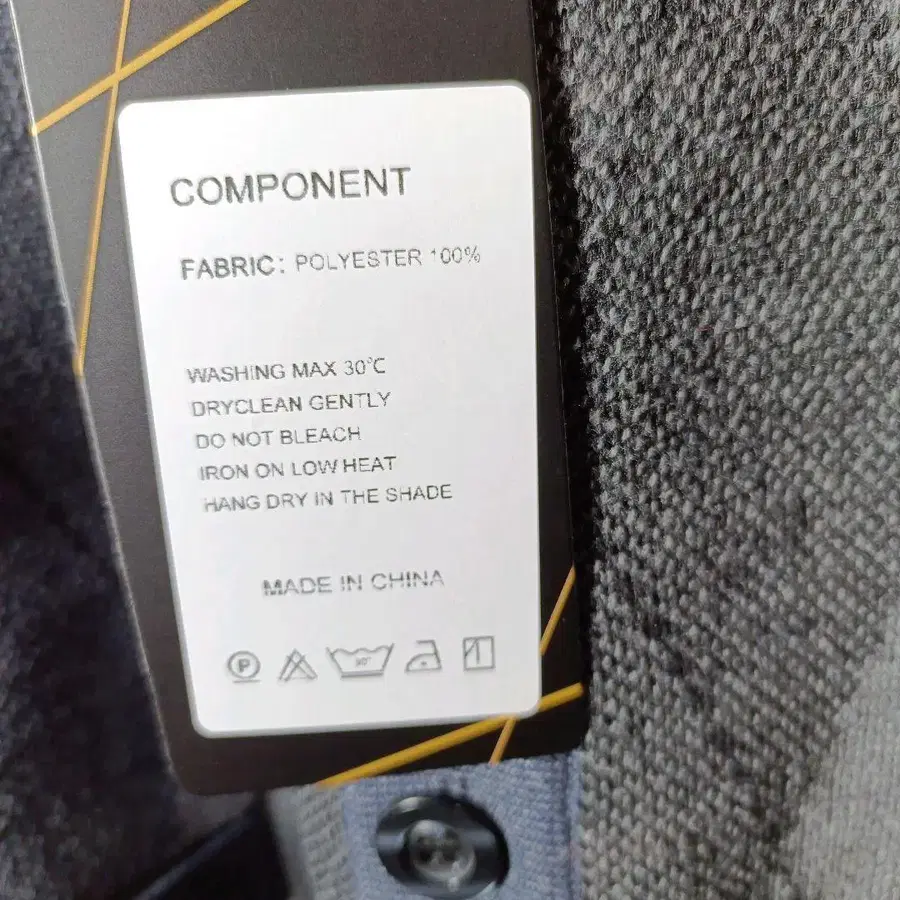 COMPONENT
FABRIC: POLYESTER 100%
WASHING MAX 30°C
DRYCLEAN GENTLY
DO NOT BLEACH
IRON ON LOW HEAT
HANG DRY IN THE SHADE
MADE IN CHINA
P 30°